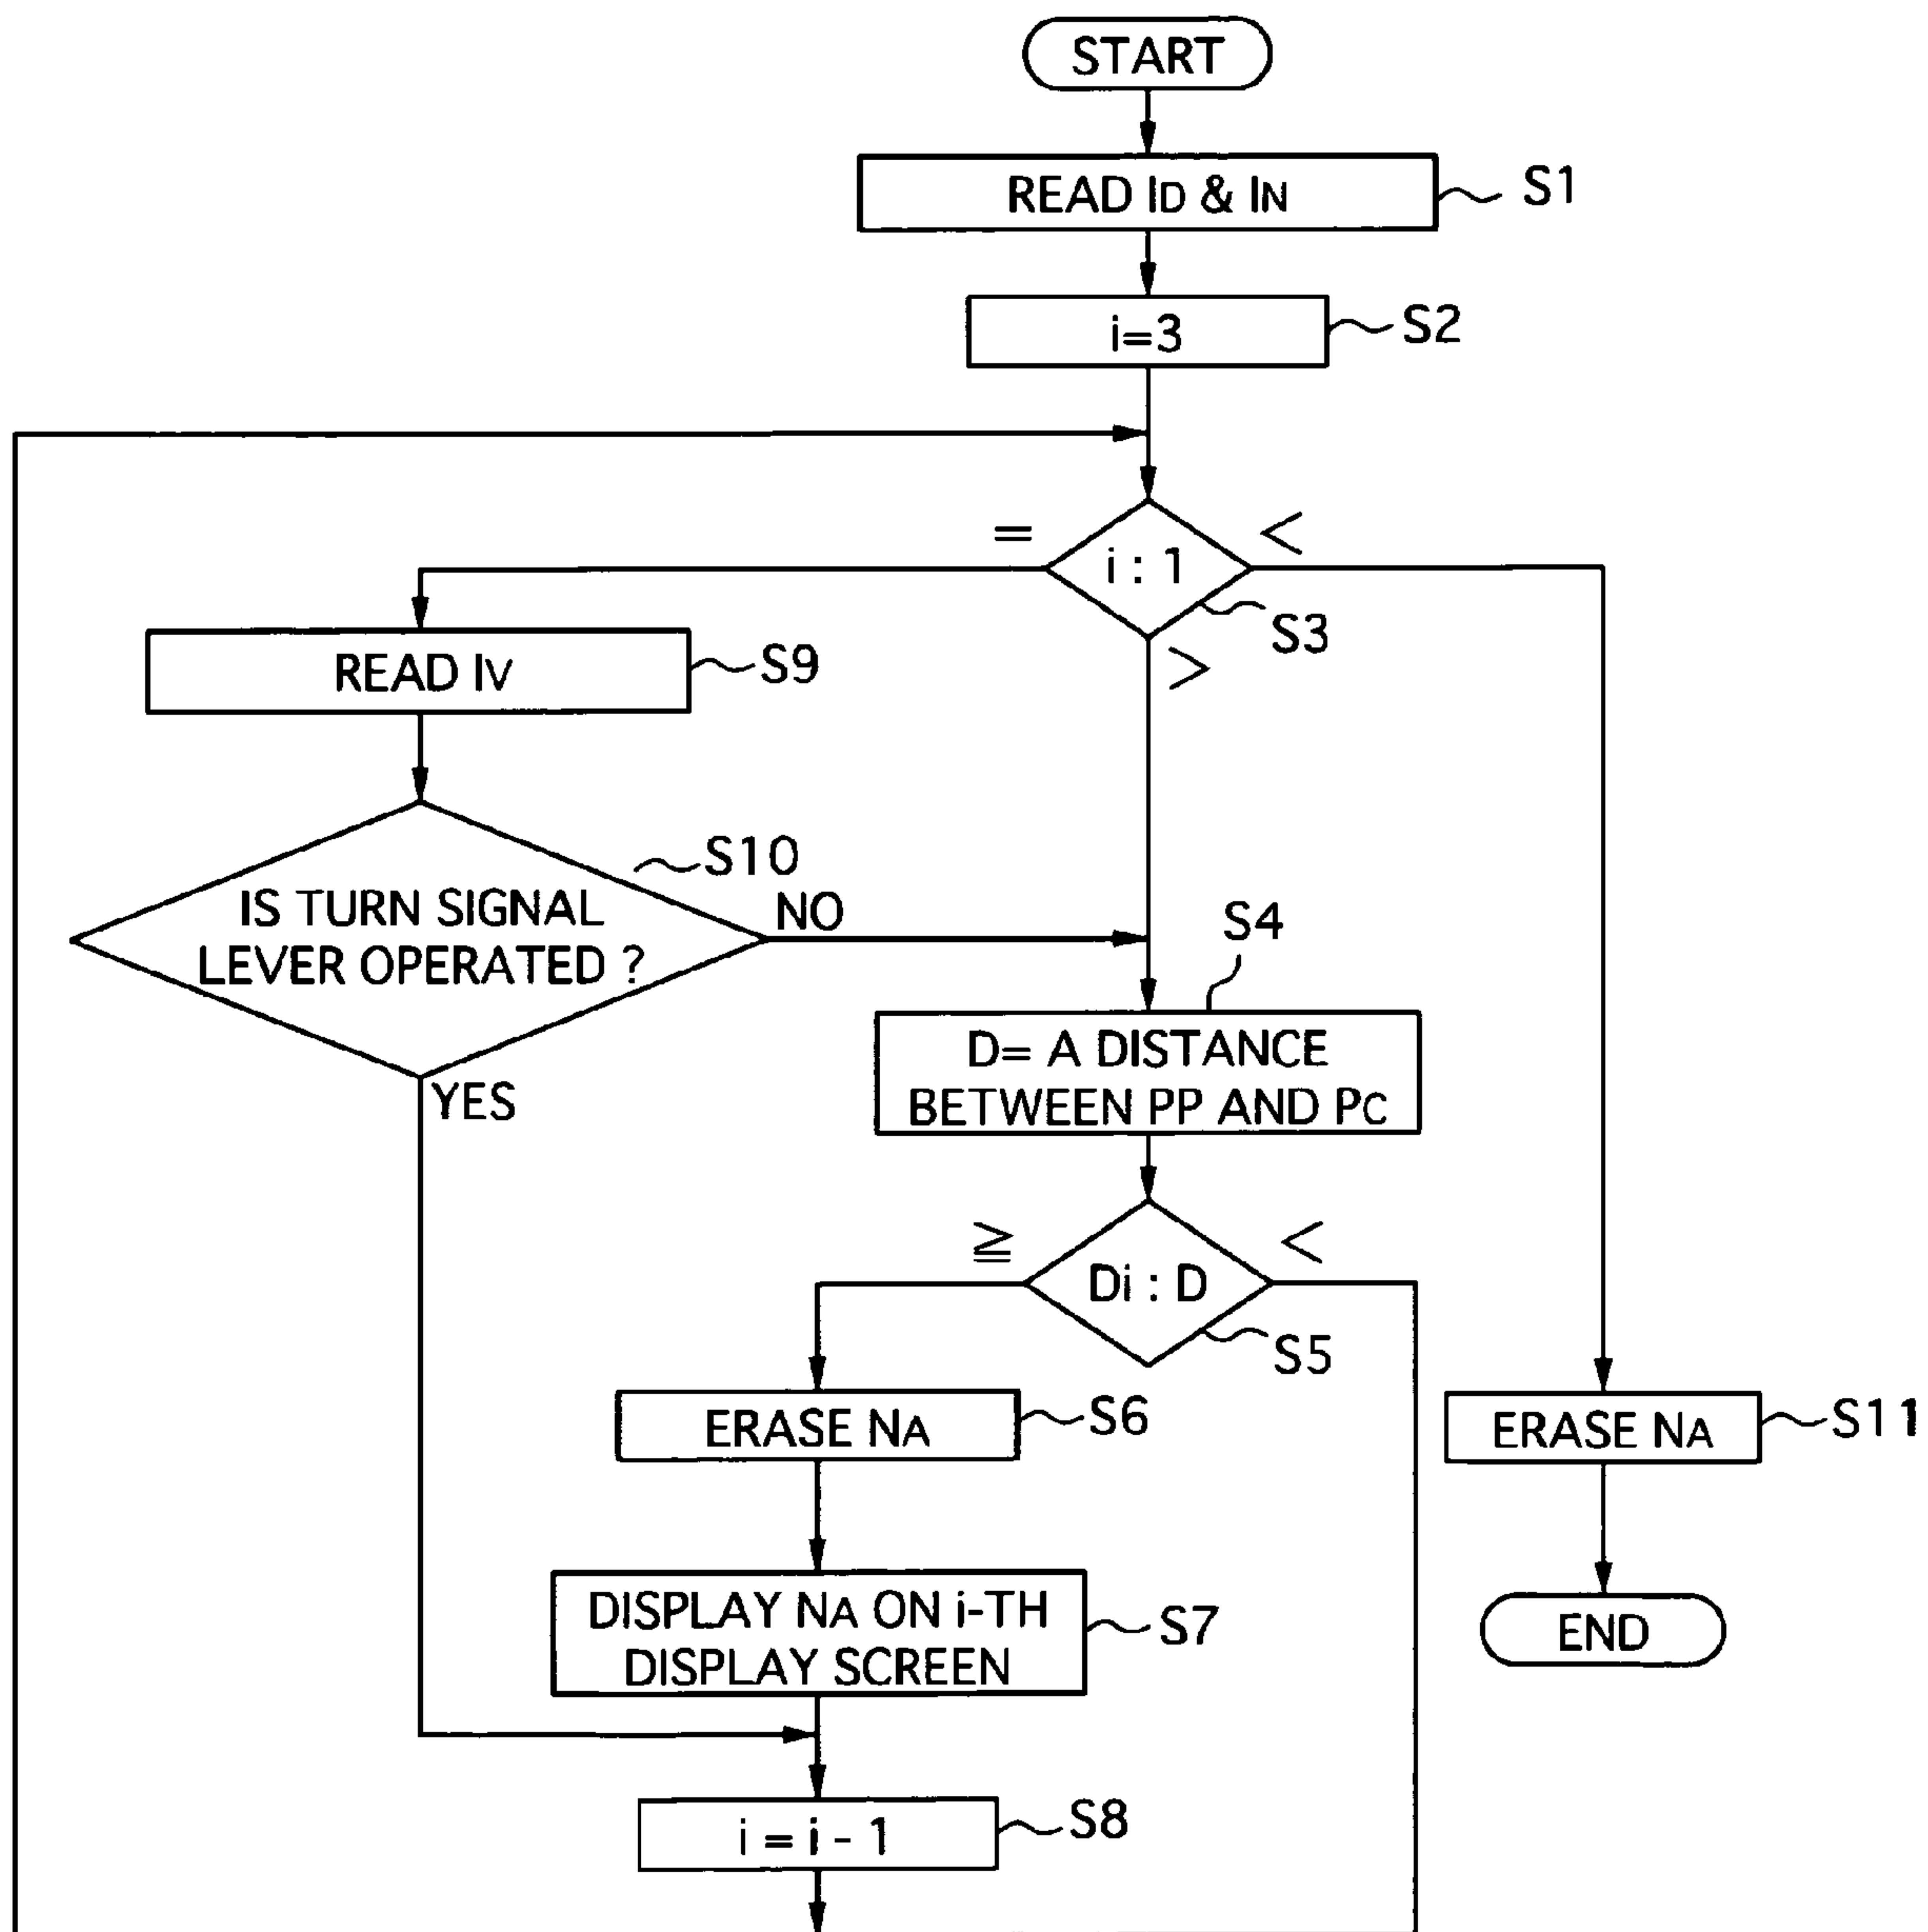 START
READ ID & IN
S1
i=3
S2
=
i : 1
<
S3
>
READ IV
S9
S10
IS TURN SIGNAL
LEVER OPERATED ?
NO
YES
S4
D= A DISTANCE
BETWEEN PP AND PC
≧
Di : D
<
S5
ERASE NA
S6
ERASE NA
S11
DISPLAY NA ON i-TH
DISPLAY SCREEN
S7
END
i = i - 1
S8